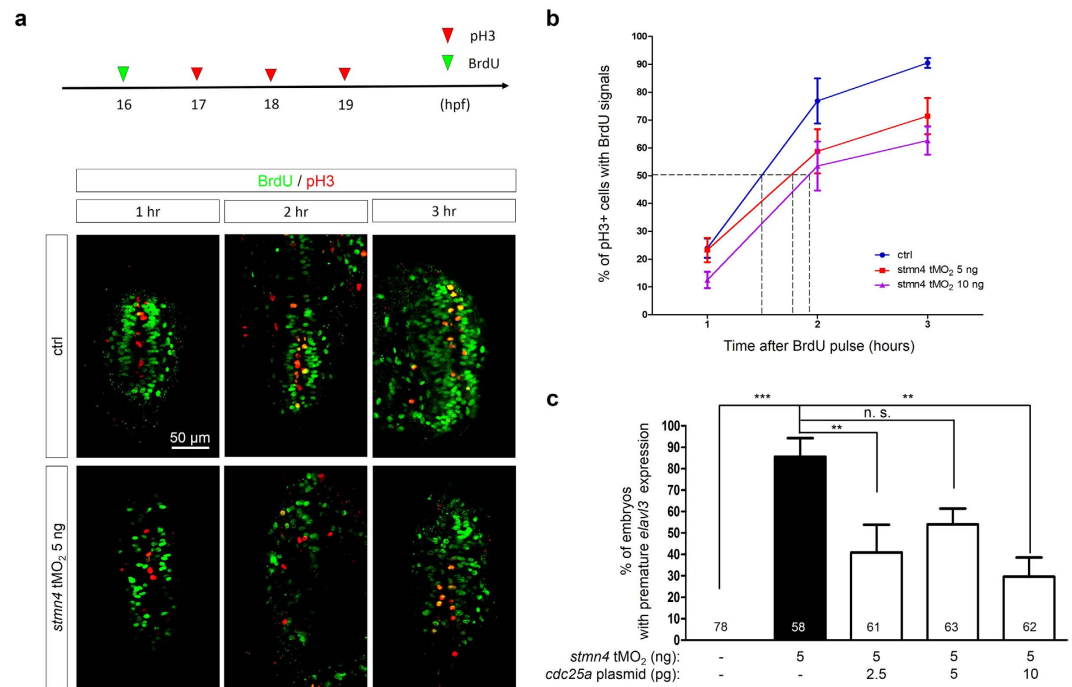 a
pH3
BrdU
16 17 18 19 (hpf)
BrdU / pH3
1 hr 2 hr 3 hr
ctrl
50 µm
stmn4 tMO₂ 5 ng
b
% of pH3+ cells with BrdU signals
100
90
80
70
60
50
40
30
20
10
0
1 2 3
Time after BrdU pulse (hours)
ctrl
stmn4 tMO₂ 5 ng
stmn4 tMO₂ 10 ng
c
*** **
n. s.
**
% of embryos
with premature elavl3 expression
100
90
80
70
60
50
40
30
20
10
0
78 58 61 63 62
stmn4 tMO₂ (ng): - 5 5 5 5
cdc25a plasmid (pg): - - 2.5 5 10